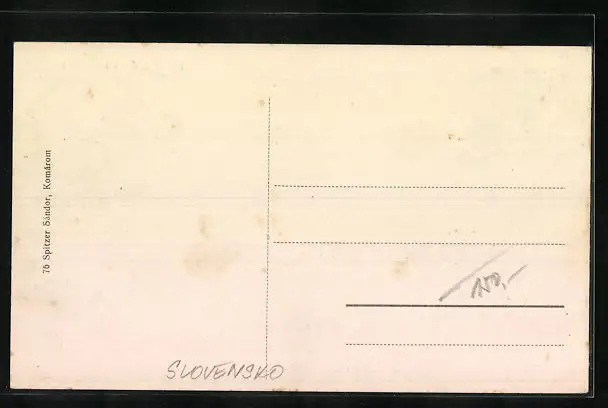 76 Spitzer Sándor, Komárom
SLOVENSKO